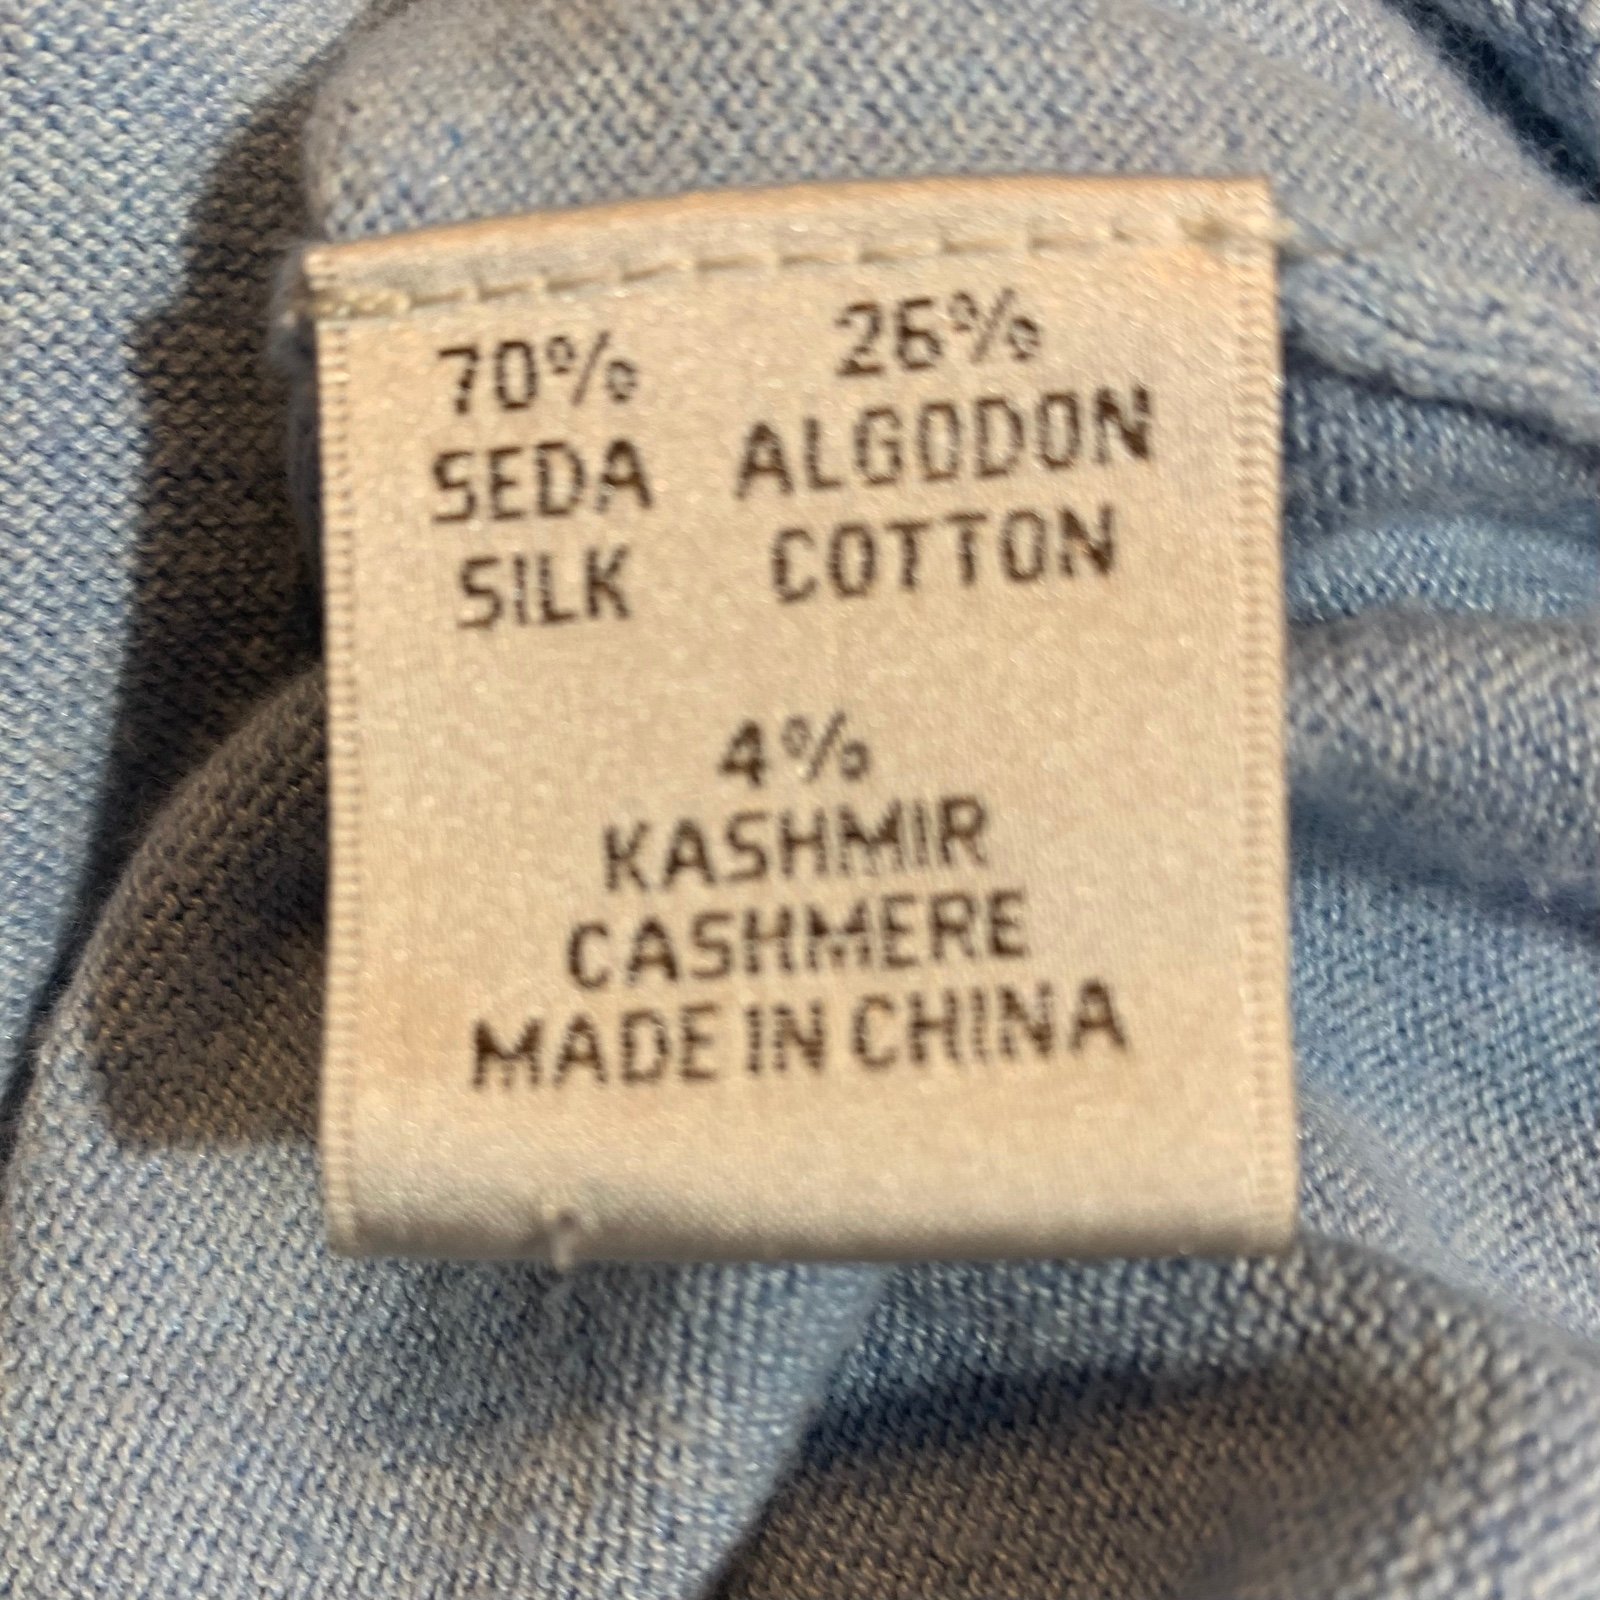 70% 26%
SEDA ALGODON
SILK COTTON
4%
KASHMIR
CASHMERE
MADE IN CHINA